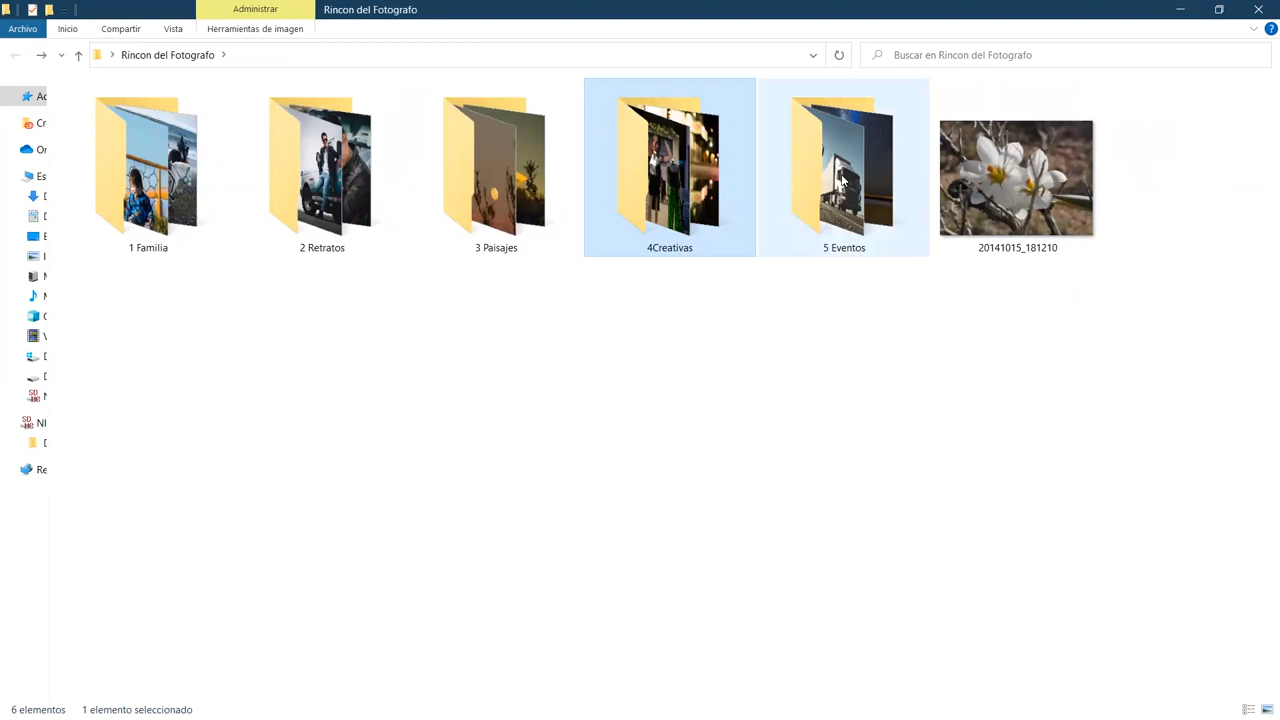 Administrar
Rincon del Fotografo
Archivo
Inicio
Compartir
Vista
Herramientas de imagen
Rincon del Fotografo
Buscar en Rincon del Fotografo
1 Familia
2 Retratos
3 Paisajes
4Creativas
5 Eventos
20141015_181210
6 elementos
1 elemento seleccionado